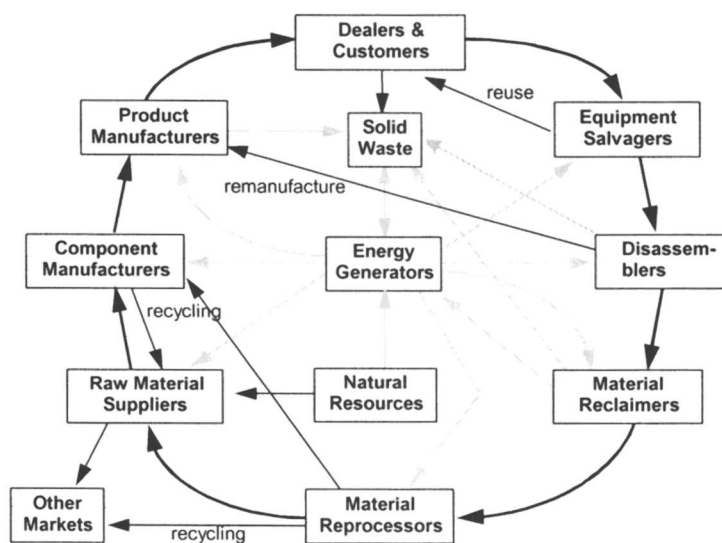 Dealers &
Customers
reuse
Product
Manufacturers
Solid
Waste
Equipment
Salvagers
remanufacture
Component
Manufacturers
Energy
Generators
Disassem-
blers
recycling
Raw Material
Suppliers
Natural
Resources
Material
Reclaimers
Other
Markets
recycling
Material
Reprocessors